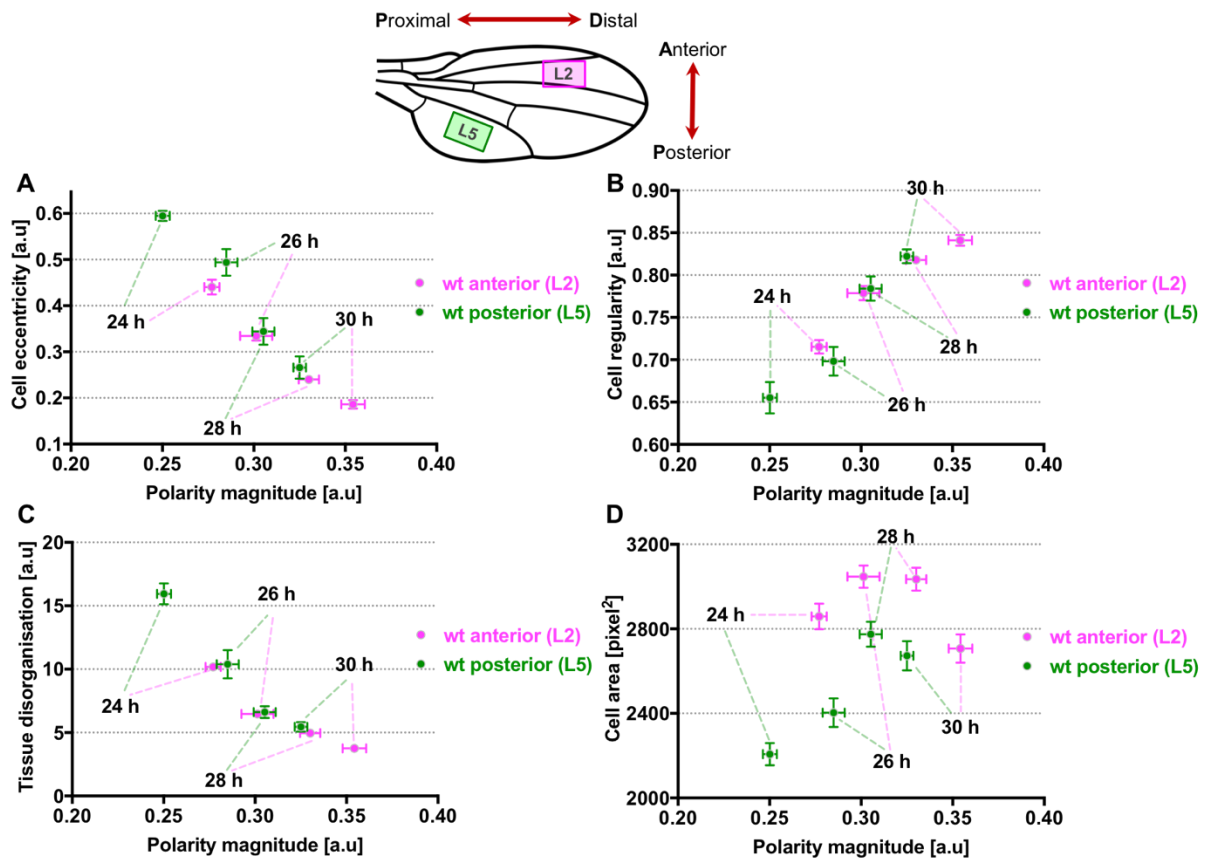 Proximal Distal
Anterior
L2
L5
Posterior
A
Cell eccentricity [a.u]
0.6
0.5
0.4
0.3
0.2
0.1
26 h
24 h
30 h
28 h
wt anterior (L2)
wt posterior (L5)
0.20 0.25 0.30 0.35 0.40
Polarity magnitude [a.u]
B
Cell regularity [a.u]
0.90
0.85
0.80
0.75
0.70
0.65
0.60
30 h
24 h
28 h
26 h
0.20 0.25 0.30 0.35 0.40
Polarity magnitude [a.u]
C
Tissue disorganisation [a.u]
20
15
10
5
0
26 h
30 h
24 h
28 h
wt anterior (L2)
wt posterior (L5)
0.20 0.25 0.30 0.35 0.40
Polarity magnitude [a.u]
D
Cell area [pixel²]
3200
2800
2400
2000
28 h
24 h
30 h
26 h
wt anterior (L2)
wt posterior (L5)
0.20 0.25 0.30 0.35 0.40
Polarity magnitude [a.u]